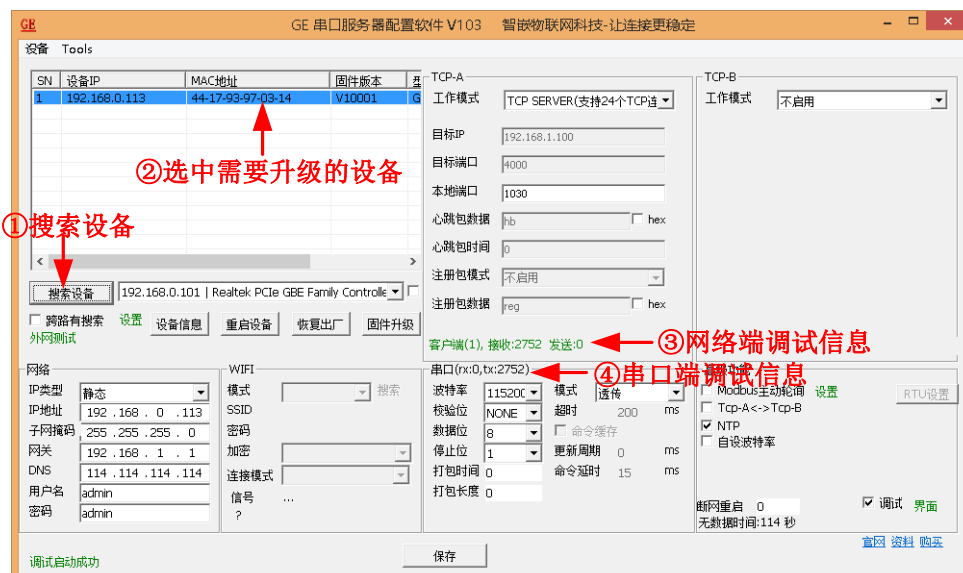 GE
GE 串口服务器配置软件 V103 智嵌物联网科技-让连接更稳定
设备 Tools
SN 设备IP MAC地址 固件版本 型
1 192.168.0.113 44-17-93-97-03-14 V10001 G
②选中需要升级的设备
①搜索设备
搜索设备 192.168.0.101 | Realtek PCIe GBE Family Controlle
跨路有搜索 设置 设备信息 重启设备 恢复出厂 固件升级
外网测试
TCP-A
工作模式 TCP SERVER(支持24个TCP连
目标IP 192.168.1.100
目标端口 4000
本地端口 1030
心跳包数据 hb hex
心跳包时间 0
注册包模式 不启用
注册包数据 reg hex
客户端(1), 接收:2752 发送:0
③网络端调试信息
TCP-B
工作模式 不启用
网络
IP类型 静态
IP地址 192 .168 . 0 .113
子网掩码 255 .255 .255 . 0
网关 192 .168 . 1 . 1
DNS 114 .114 .114 .114
用户名 admin
密码 admin
WIFI
模式 搜索
SSID
密码
加密
连接模式
信号 ...
?
串口(rx:0,tx:2752)
④串口端调试信息
波特率 115200 模式 透传
校验位 NONE 超时 200 ms
数据位 8 命令缓存
停止位 1 更新周期 0 ms
打包时间 0 命令延时 15 ms
打包长度 0
功能
Modbus主动轮询 设置 RTU设置
Tcp-A<->Tcp-B
NTP
自设波特率
断网重启 0 调试 界面
无数据时间:114 秒
官网 资料 购买
调试启动成功
保存